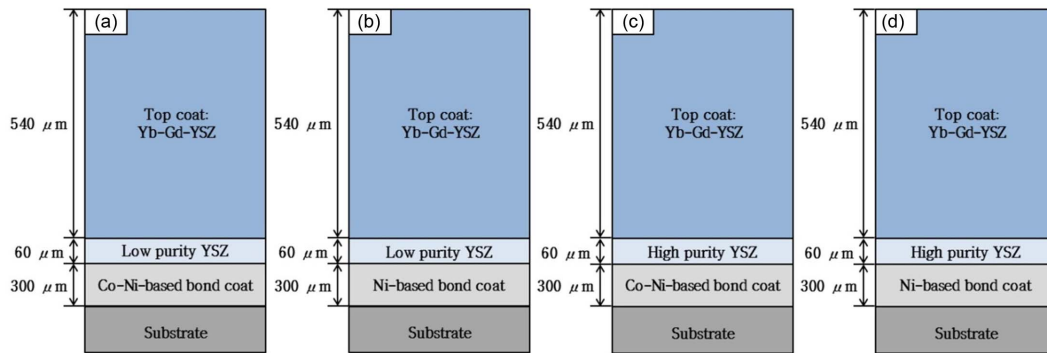 (a)
540 μm
Top coat:
Yb-Gd-YSZ
60 μm
Low purity YSZ
300 μm
Co-Ni-based bond coat
Substrate
(b)
540 μm
Top coat:
Yb-Gd-YSZ
60 μm
Low purity YSZ
300 μm
Ni-based bond coat
Substrate
(c)
540 μm
Top coat:
Yb-Gd-YSZ
60 μm
High purity YSZ
300 μm
Co-Ni-based bond coat
Substrate
(d)
540 μm
Top coat:
Yb-Gd-YSZ
60 μm
High purity YSZ
300 μm
Ni-based bond coat
Substrate